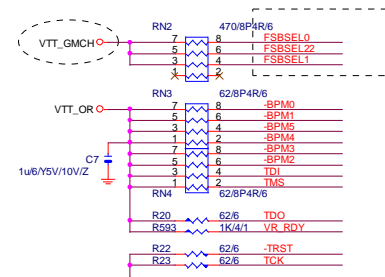 RN2 470/8P4R/6
VTT_GMCH 7 8 FSBSEL0
5 6 FSBSEL22
3 4 FSBSEL1
1 2
RN3 62/8P4R/6
VTT_OR 7 8 -BPM0
5 6 -BPM1
3 4 -BPM5
1 2 -BPM4
7 8 -BPM3
C7 5 6 -BPM2
1u/6/Y5V/10V/Z 3 4 TDI
1 2 TMS
RN4 62/8P4R/6
R20 62/6 TDO
R593 1K/4/1 VR_RDY
R22 62/6 -TRST
R23 62/6 TCK